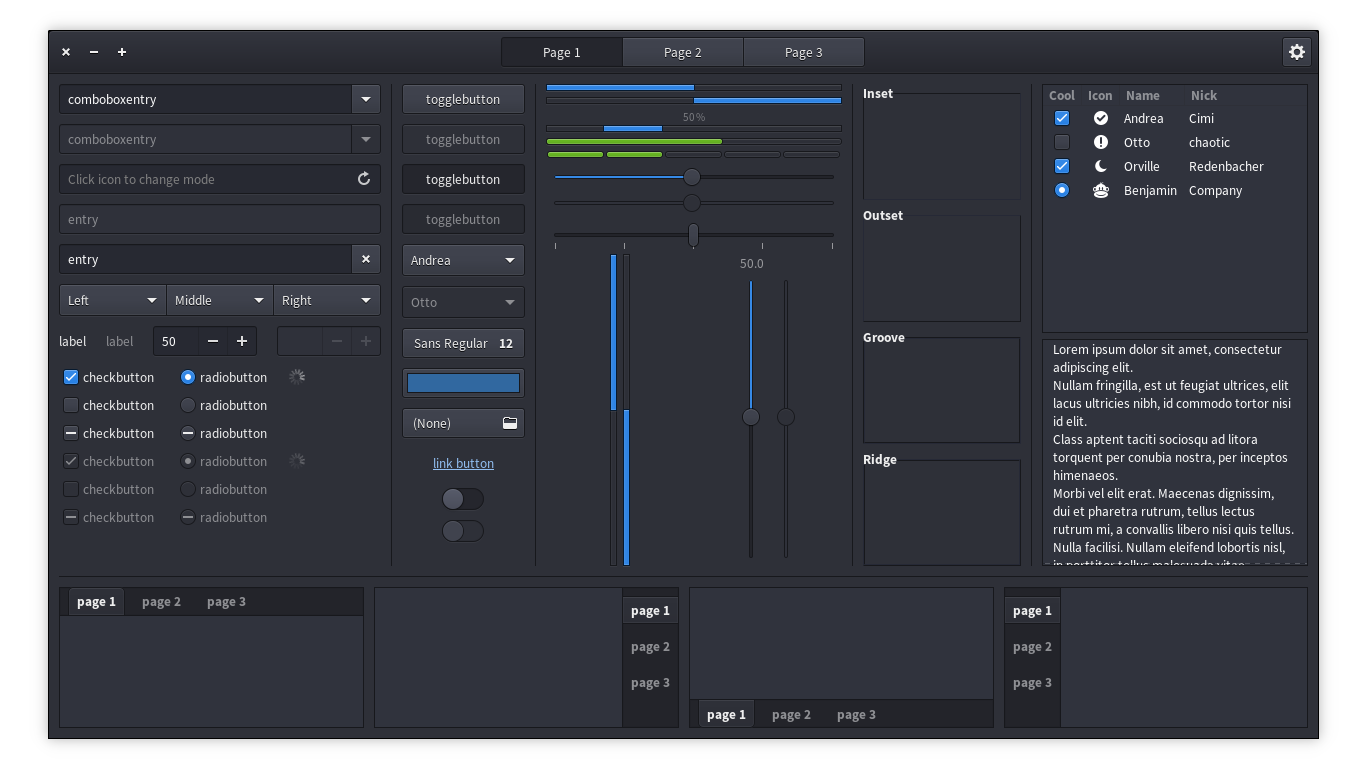 Page 1
Page 2
Page 3
comboboxentry
comboboxentry
Click icon to change mode
entry
entry
Left
Middle
Right
label
label
50
checkbutton
radiobutton
checkbutton
radiobutton
checkbutton
radiobutton
checkbutton
radiobutton
checkbutton
radiobutton
checkbutton
radiobutton
togglebutton
togglebutton
togglebutton
togglebutton
Andrea
Otto
Sans Regular 12
(None)
link button
50%
50.0
Inset
Outset
Groove
Ridge
Cool Icon Name Nick
Andrea Cimi
Otto chaotic
Orville Redenbacher
Benjamin Company
Lorem ipsum dolor sit amet, consectetur
adipiscing elit.
Nullam fringilla, est ut feugiat ultrices, elit
lacus ultricies nibh, id commodo tortor nisi
id elit.
Class aptent taciti sociosqu ad litora
torquent per conubia nostra, per inceptos
himenaeos.
Morbi vel elit erat. Maecenas dignissim,
dui et pharetra rutrum, tellus lectus
rutrum mi, a convallis libero nisi quis tellus.
Nulla facilisi. Nullam eleifend lobortis nisl,
in porttitor tellus malesuada vitae
page 1
page 2
page 3
page 1
page 2
page 3
page 1
page 2
page 3
page 1
page 2
page 3